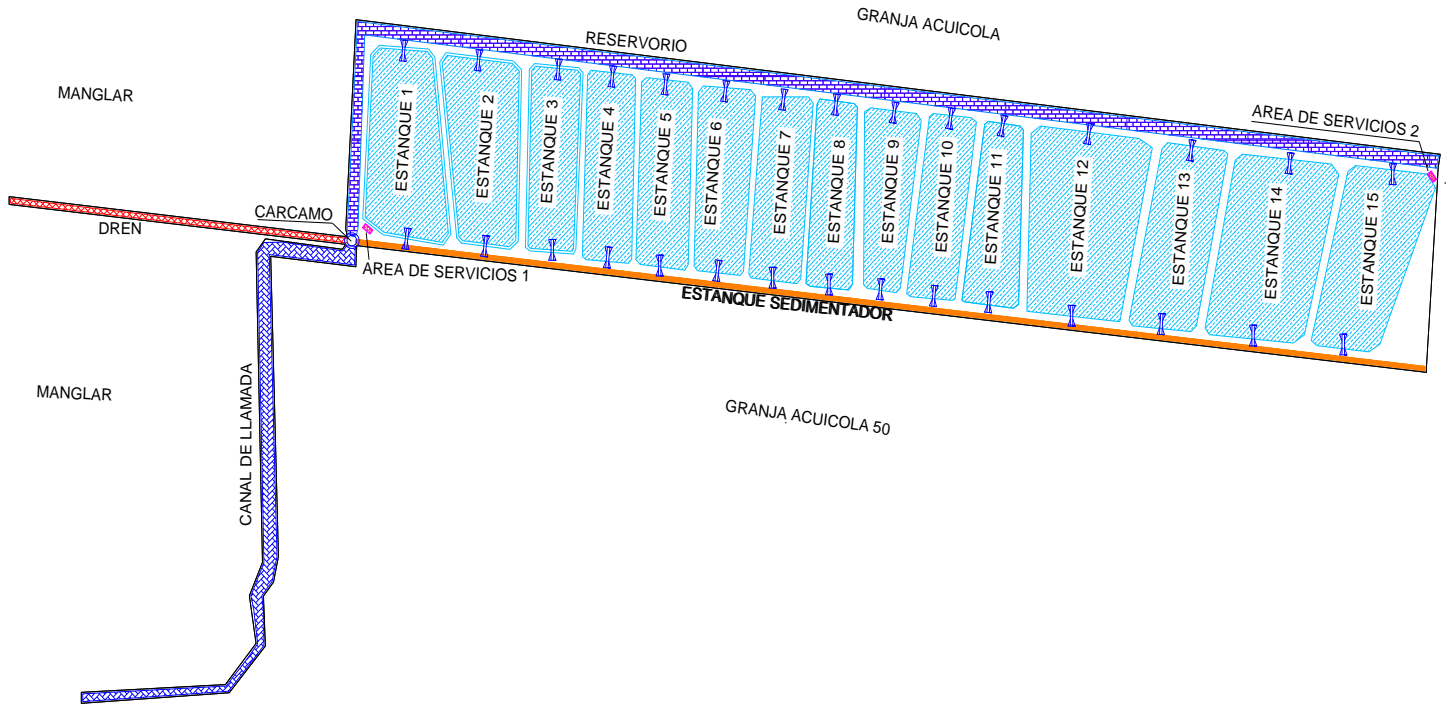 GRANJA ACUICOLA
RESERVORIO
MANGLAR
AREA DE SERVICIOS 2
ESTANQUE 1
ESTANQUE 2
ESTANQUE 3
ESTANQUE 4
ESTANQUE 5
ESTANQUE 6
ESTANQUE 7
ESTANQUE 8
ESTANQUE 9
ESTANQUE 10
ESTANQUE 11
ESTANQUE 12
ESTANQUE 13
ESTANQUE 14
ESTANQUE 15
CARCAMO
DREN
AREA DE SERVICIOS 1
ESTANQUE SEDIMENTADOR
CANAL DE LLAMADA
MANGLAR
GRANJA ACUICOLA 50